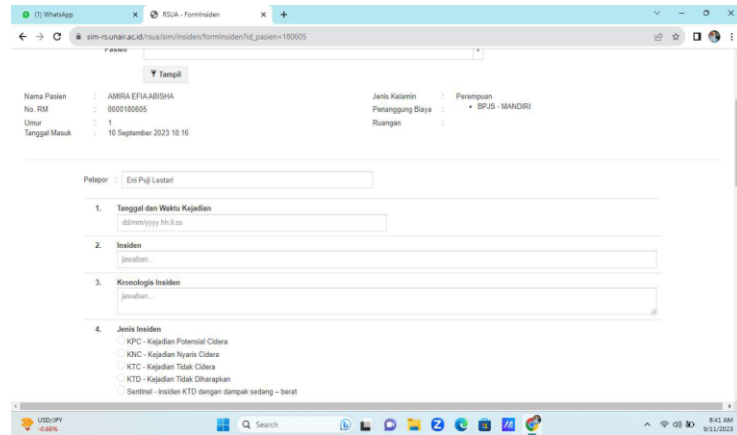 (1) WhatsApp
RSUA - FormInsiden
sim-rs.unair.ac.id/rsua/sim/insiden/formInsiden?id_pasien=180605
Pasien
Tampil
Nama Pasien : AMIRA EFIA ABISHA
No. RM : 0000180605
Umur : 1
Tanggal Masuk : 10 September 2023 18:16
Jenis Kelamin : Perempuan
Penanggung Biaya : • BPJS - MANDIRI
Ruangan :
Pelapor : Eni Puji Lestari
1. Tanggal dan Waktu Kejadian
dd/mm/yyyy hh:ii:ss
2. Insiden
jawaban...
3. Kronologis Insiden
jawaban...
4. Jenis Insiden
KPC - Kejadian Potensial Cidera
KNC - Kejadian Nyaris Cidera
KTC - Kejadian Tidak Cidera
KTD - Kejadian Tidak Diharapkan
Sentinel - insiden KTD dengan dampak sedang – berat
USD/JPY
-0.68%
Search
8:41 AM
9/11/2023